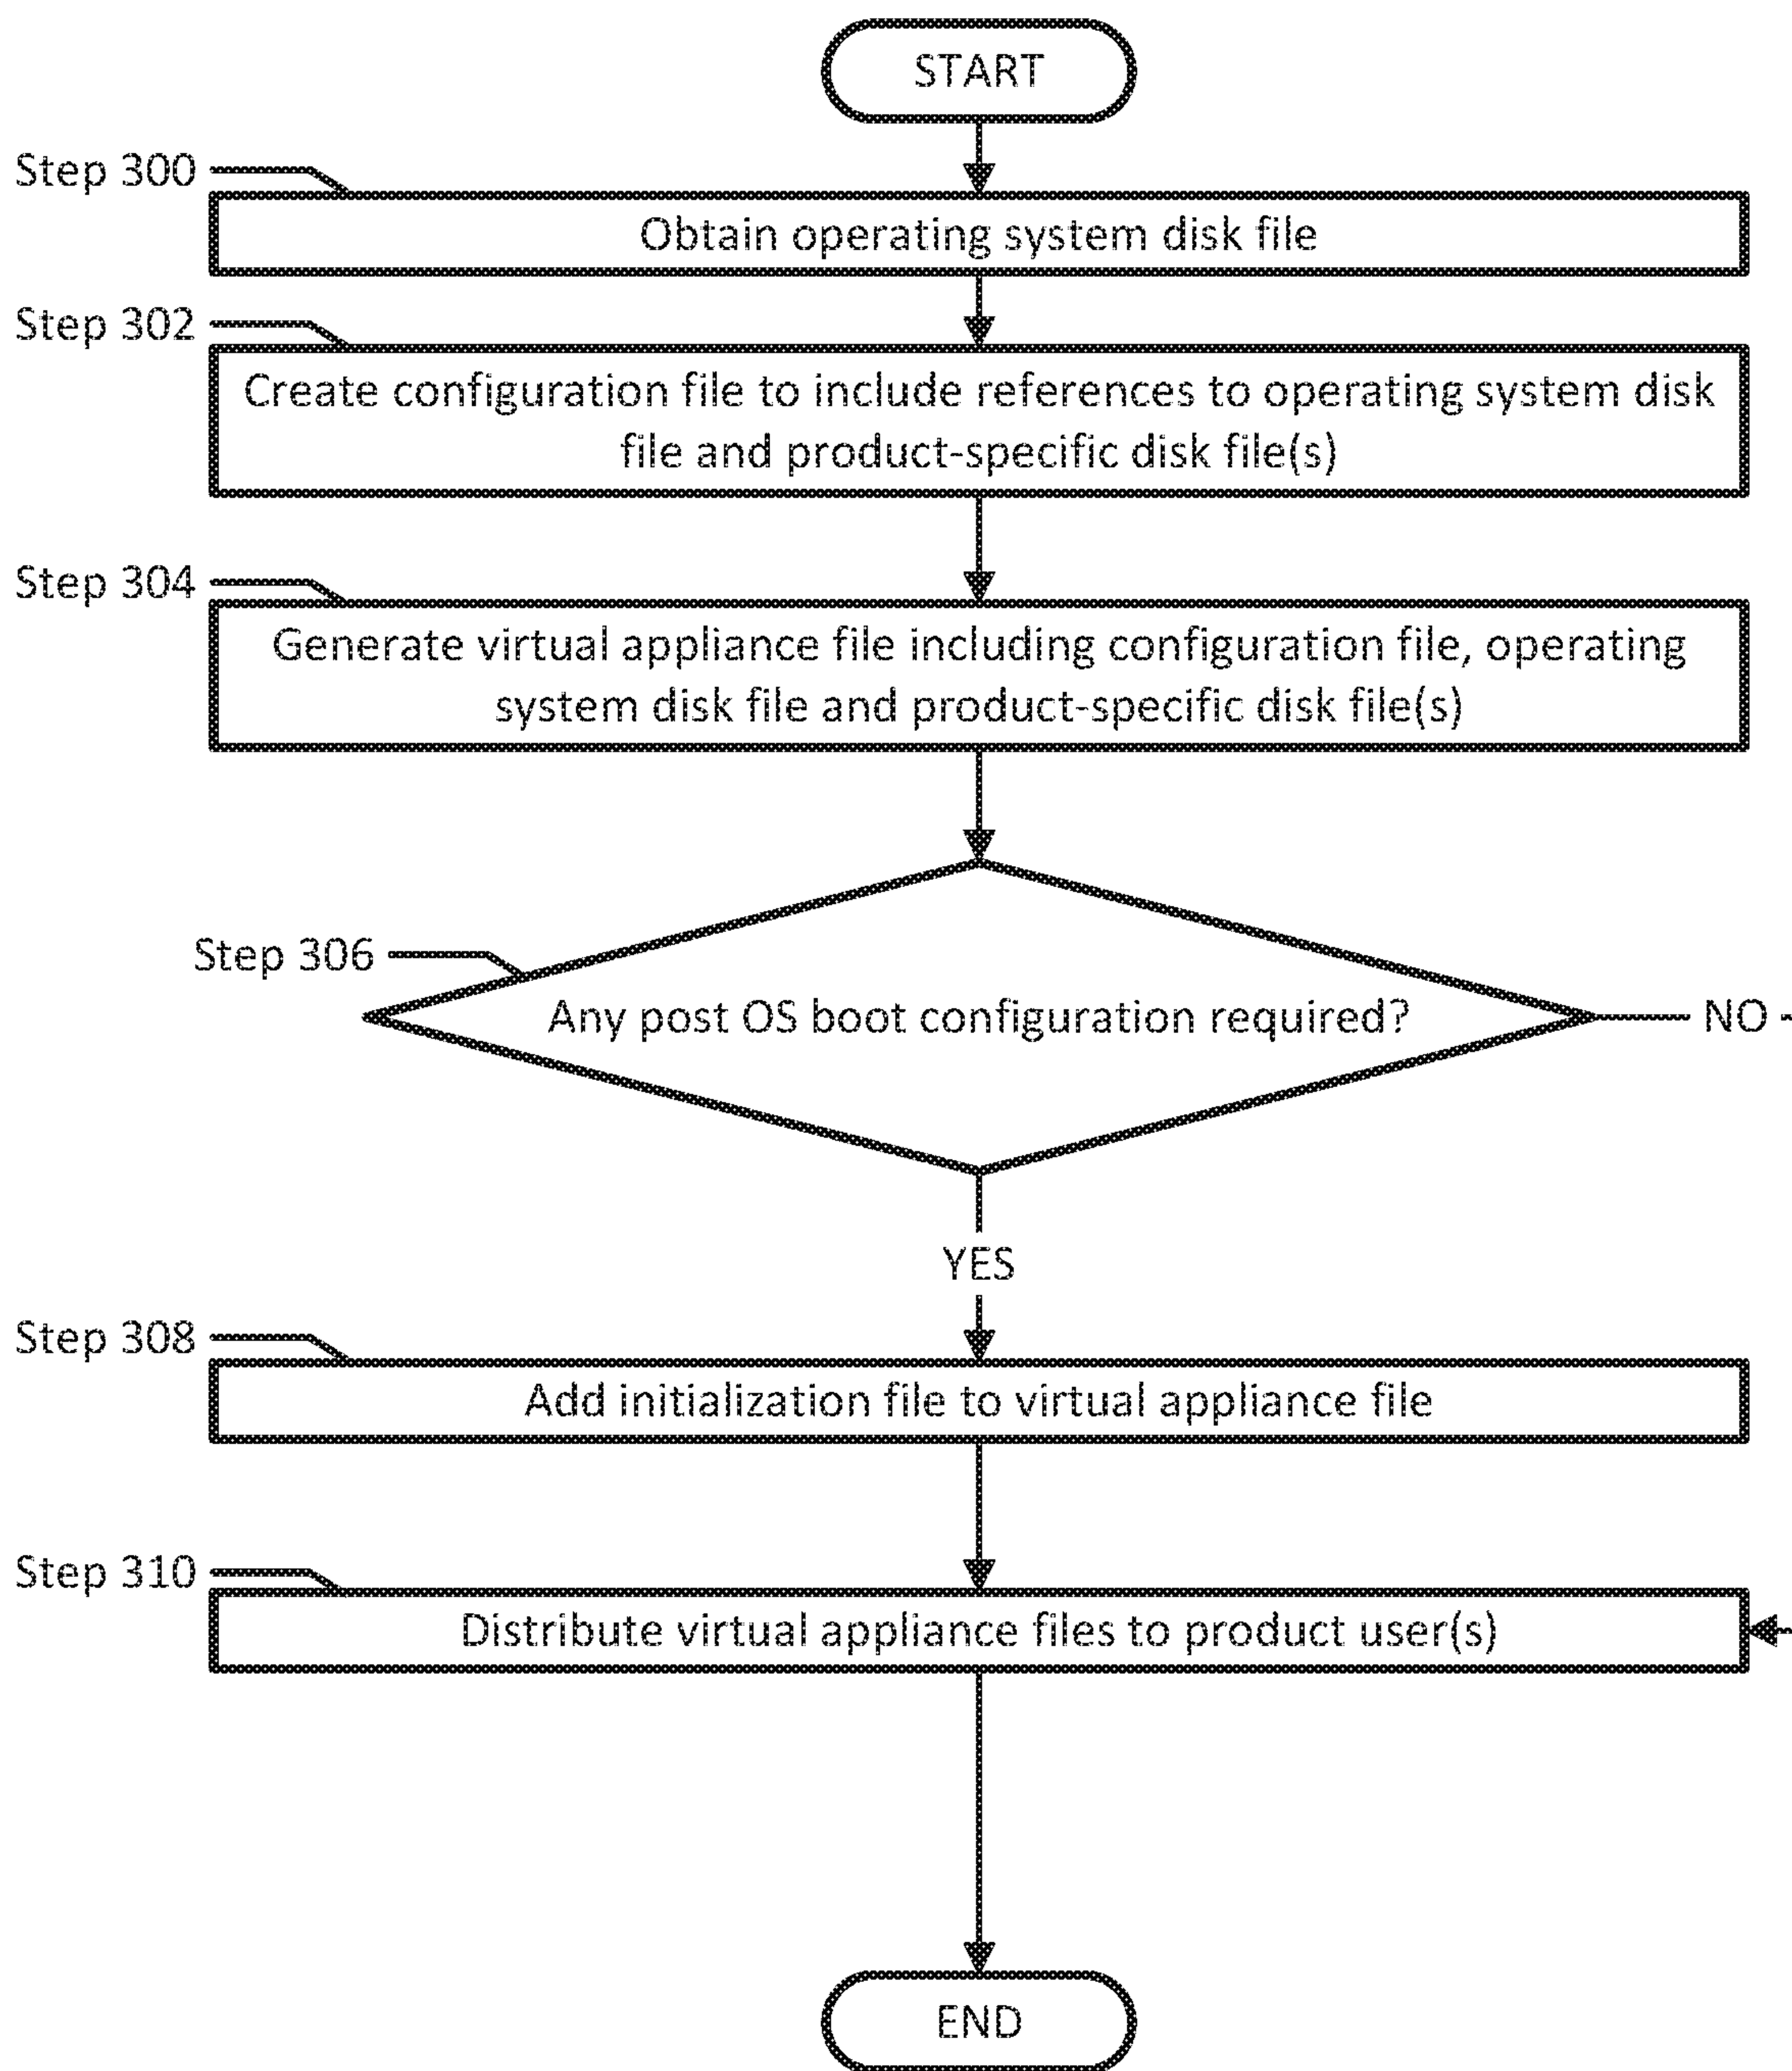 START
Step 300
Obtain operating system disk file
Step 302
Create configuration file to include references to operating system disk
file and product-specific disk file(s)
Step 304
Generate virtual appliance file including configuration file, operating
system disk file and product-specific disk file(s)
Step 306
Any post OS boot configuration required?
NO
YES
Step 308
Add initialization file to virtual appliance file
Step 310
Distribute virtual appliance files to product user(s)
END